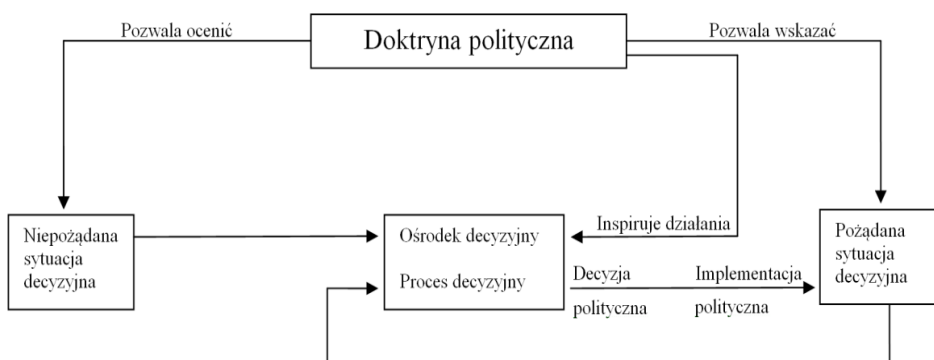 Pozwala ocenić
Doktryna polityczna
Pozwala wskazać
Niepożądana
sytuacja
decyzyjna
Ośrodek decyzyjny
Proces decyzyjny
Inspiruje działania
Decyzja
polityczna
Implementacja
polityczna
Pożądana
sytuacja
decyzyjna